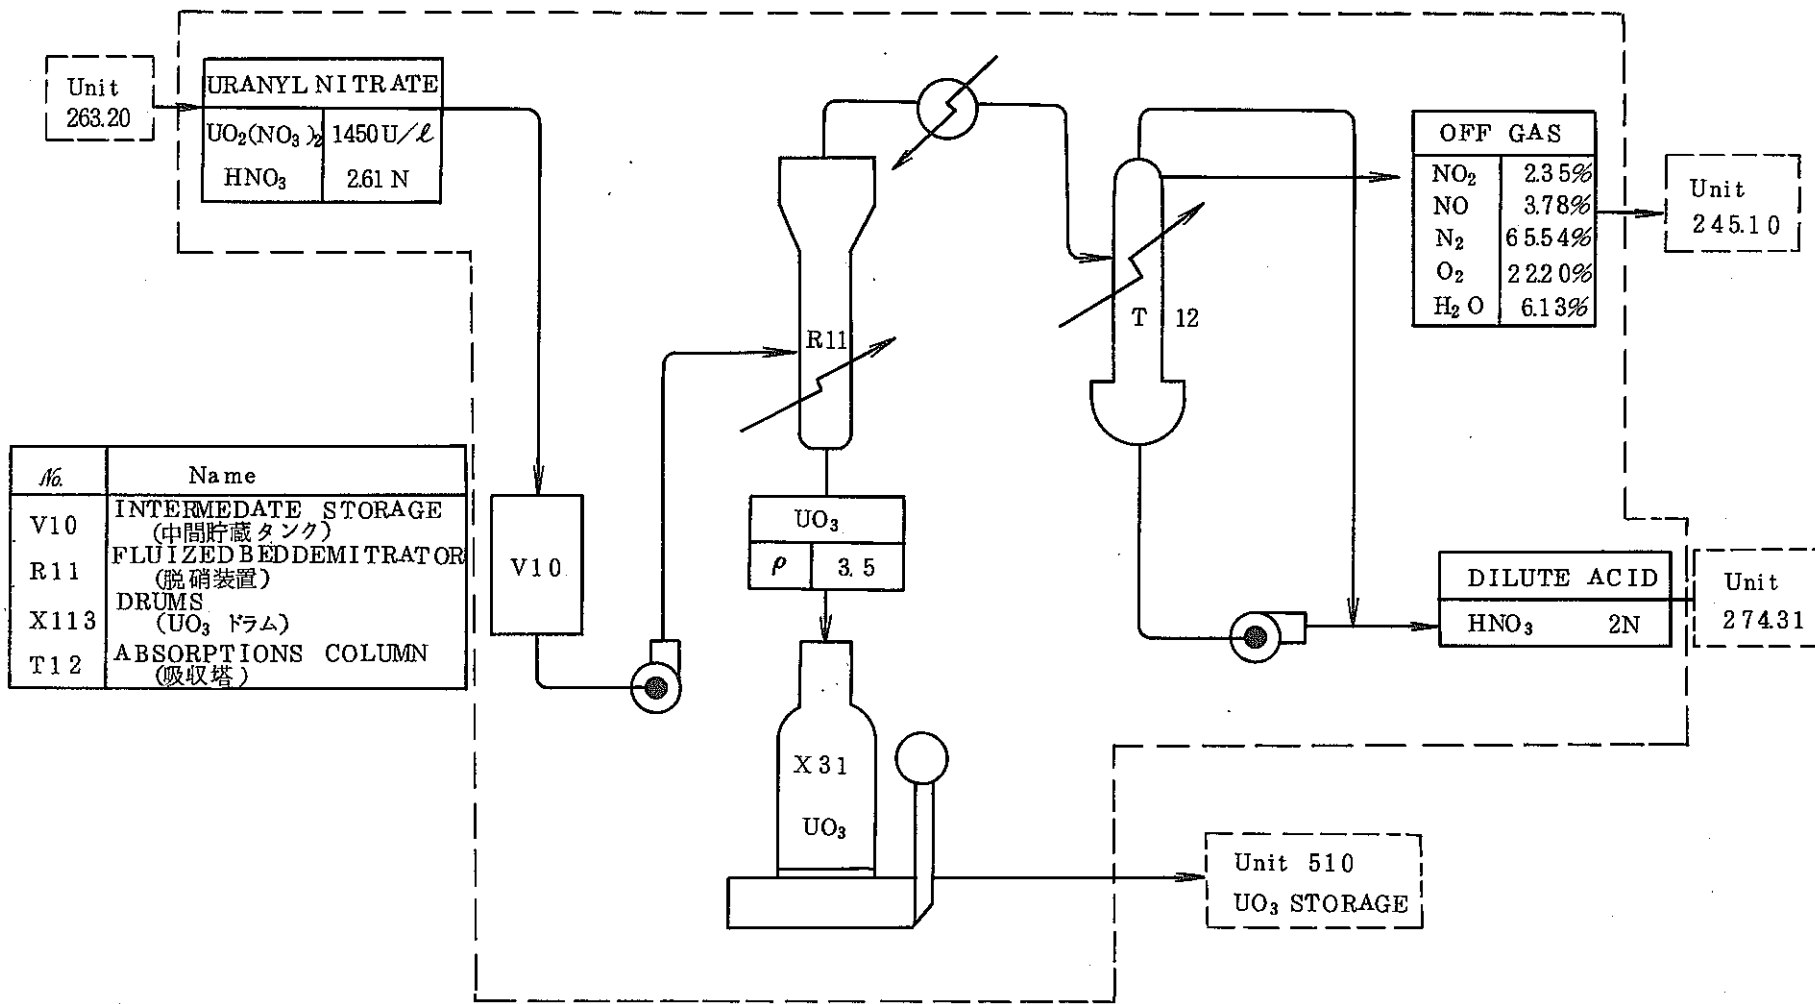 Unit
263.20
URANYL NITRATE
UO₂(NO₃)₂ 1450U/ℓ
HNO₃ 2.61 N
OFF GAS
NO₂ 2.35%
NO 3.78%
N₂ 65.54%
O₂ 22.20%
H₂O 6.13%
Unit
245.10
R11
T 12
No. Name
V10 INTERMEDATE STORAGE
(中間貯蔵タンク)
R11 FLUIZED BED DEMITRATOR
(脱硝装置)
X113 DRUMS
(UO₃ ドラム)
T12 ABSORPTIONS COLUMN
(吸収塔)
V10
UO₃
ρ 3.5
DILUTE ACID
HNO₃ 2N
Unit
274.31
X31
UO₃
Unit 510
UO₃ STORAGE